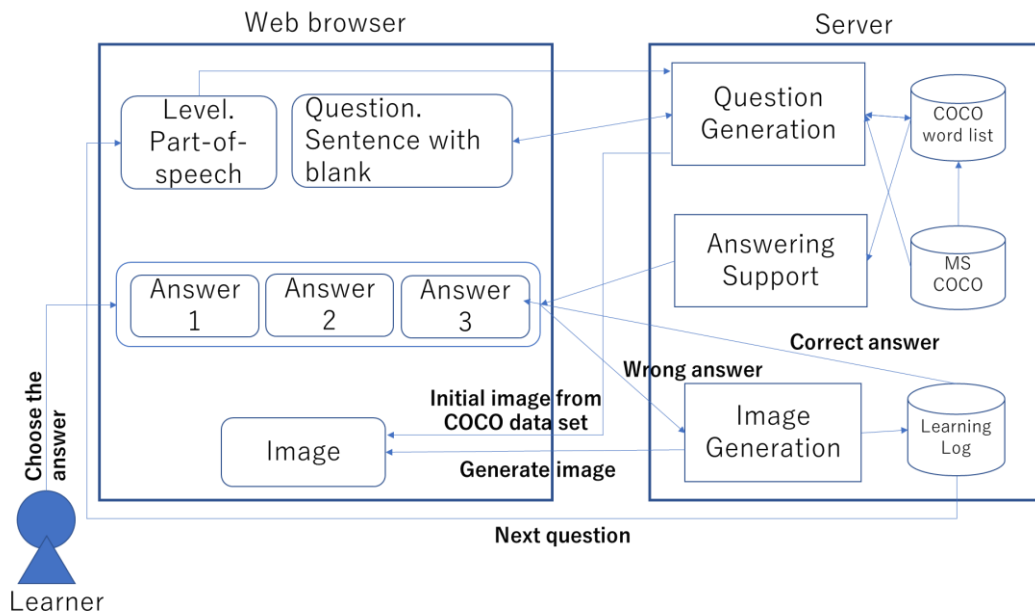 Web browser
Server
Level.
Part-of-
speech
Question.
Sentence with
blank
Question
Generation
COCO
word list
Answering
Support
MS
COCO
Answer
1
Answer
2
Answer
3
Correct answer
Wrong answer
Initial image from
COCO data set
Image
Generate image
Image
Generation
Learning
Log
Choose the
answer
Next question
Learner